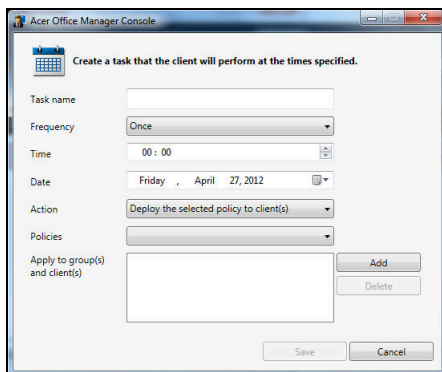 Acer Office Manager Console
Create a task that the client will perform at the times specified.
Task name
Frequency Once
Time 00 : 00
Date Friday , April 27, 2012
Action Deploy the selected policy to client(s)
Policies
Apply to group(s) Add
and client(s) Delete
Save Cancel